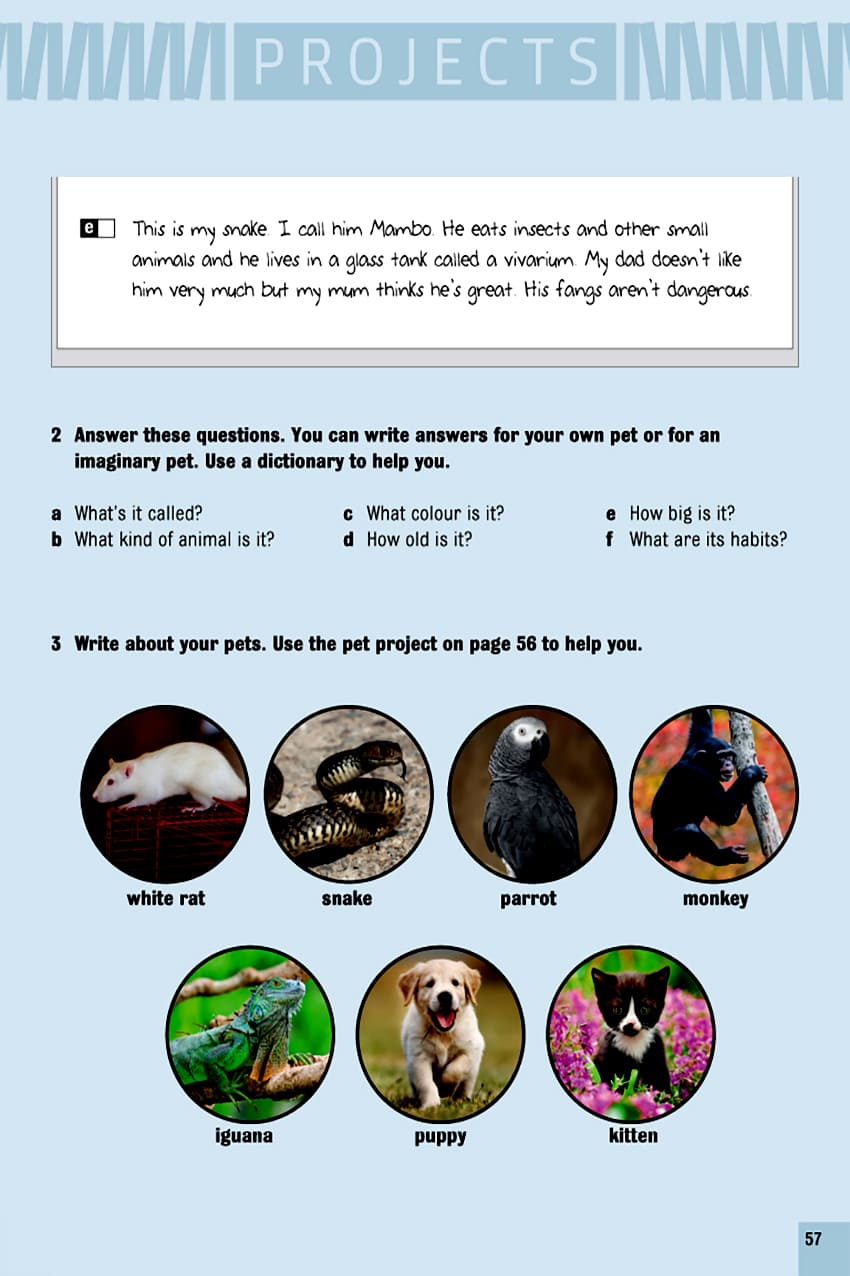 PROJECTS
e This is my snake. I call him Mambo. He eats insects and other small
animals and he lives in a glass tank called a vivarium. My dad doesn't like
him very much but my mum thinks he's great. His fangs aren't dangerous.
2 Answer these questions. You can write answers for your own pet or for an
imaginary pet. Use a dictionary to help you.
a What's it called?
b What kind of animal is it?
c What colour is it?
d How old is it?
e How big is it?
f What are its habits?
3 Write about your pets. Use the pet project on page 56 to help you.
white rat
snake
parrot
monkey
iguana
puppy
kitten
57